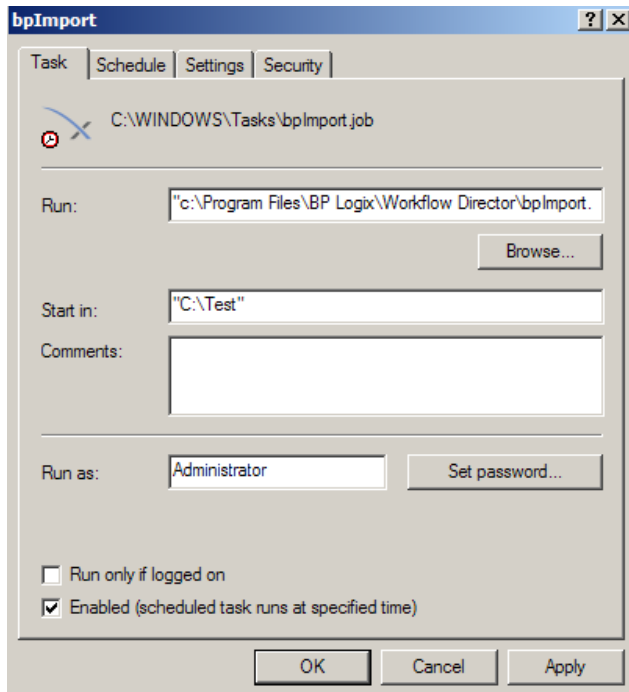 bpImport
Task Schedule Settings Security
C:\WINDOWS\Tasks\bpImport.job
Run: "c:\Program Files\BP Logix\Workflow Director\bpImport.
Browse...
Start in: "C:\Test"
Comments:
Run as: Administrator Set password...
Run only if logged on
Enabled (scheduled task runs at specified time)
OK Cancel Apply